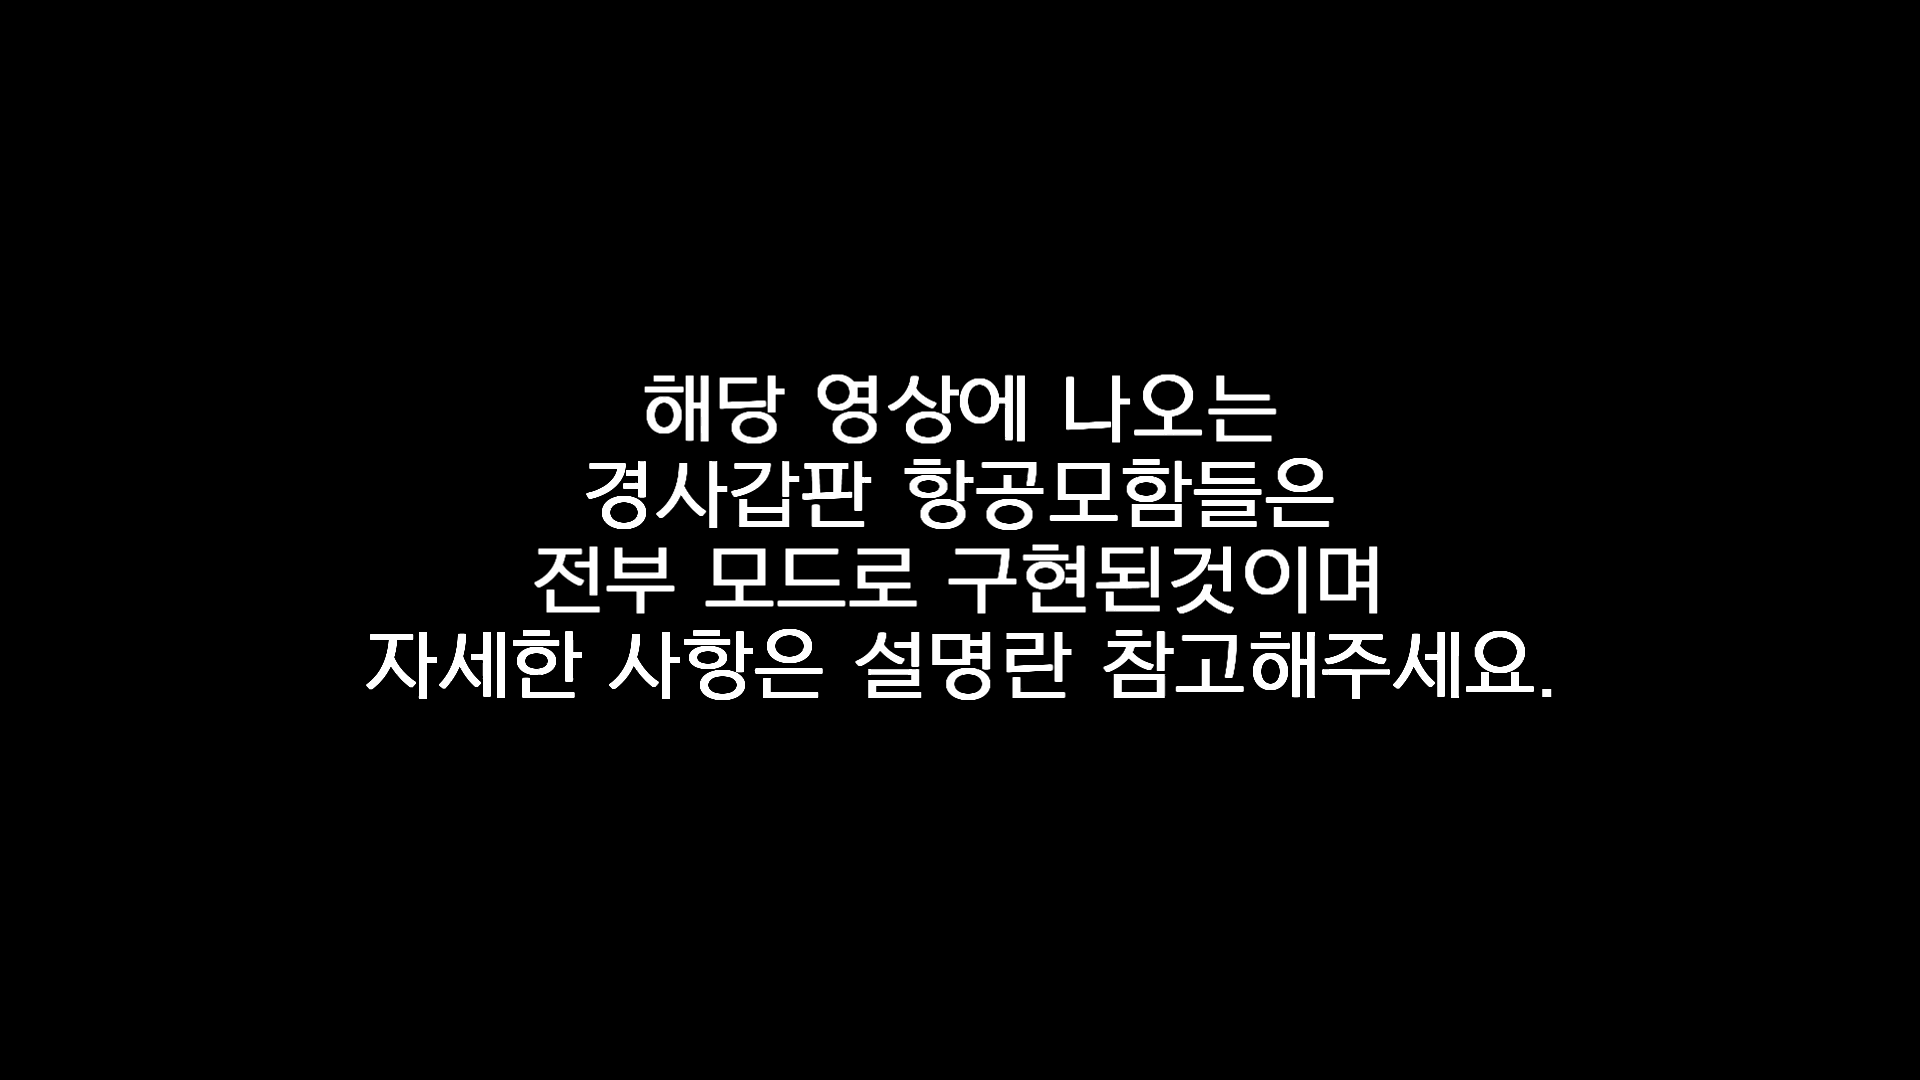 해당 영상에 나오는
경사갑판 항공모함들은
전부 모드로 구현된것이며
자세한 사항은 설명란 참고해주세요.